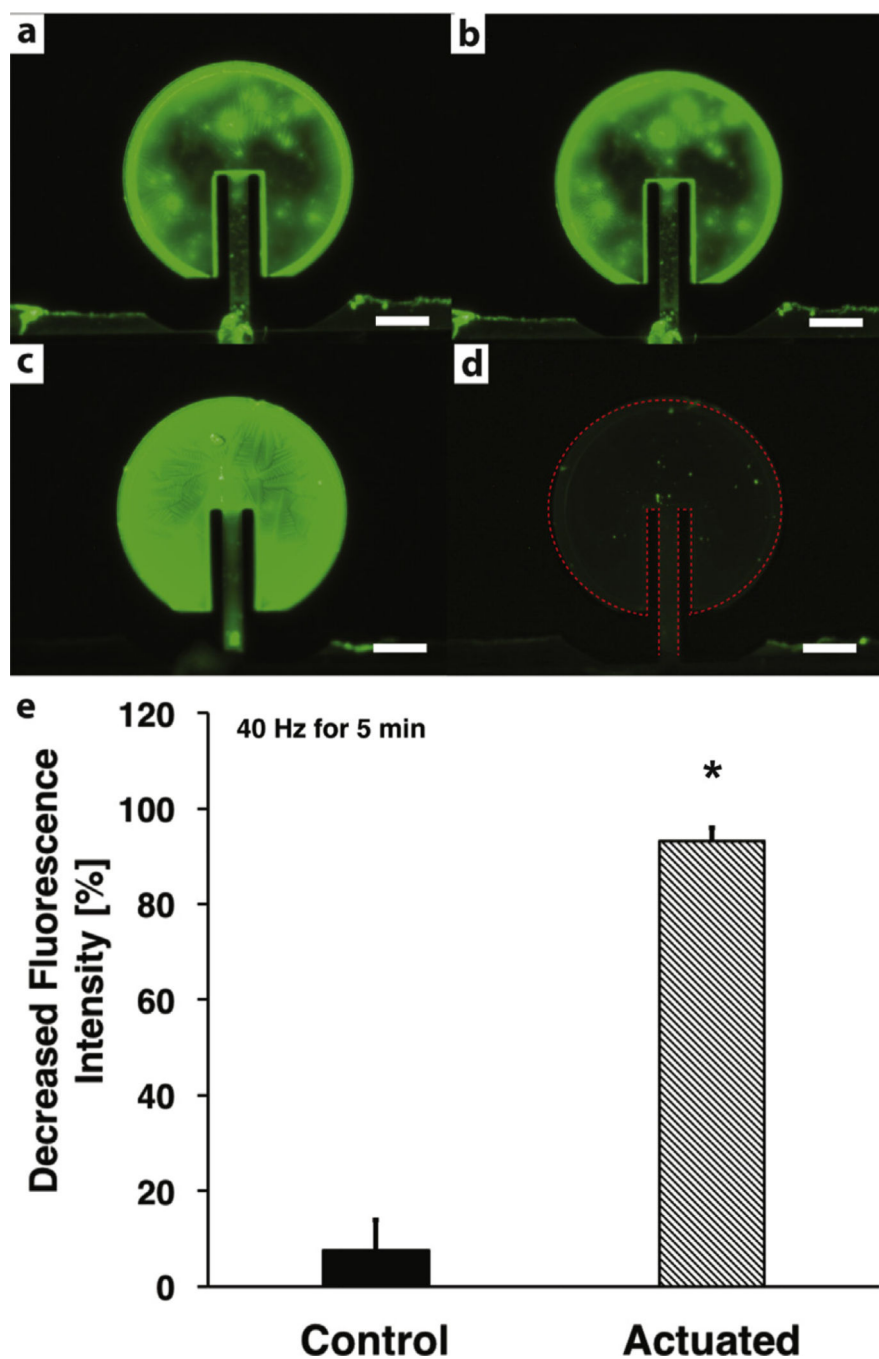 a
b
c
d
e
120
100
80
60
40
20
0
Decreased Fluorescence
Intensity [%]
40 Hz for 5 min
*
Control
Actuated